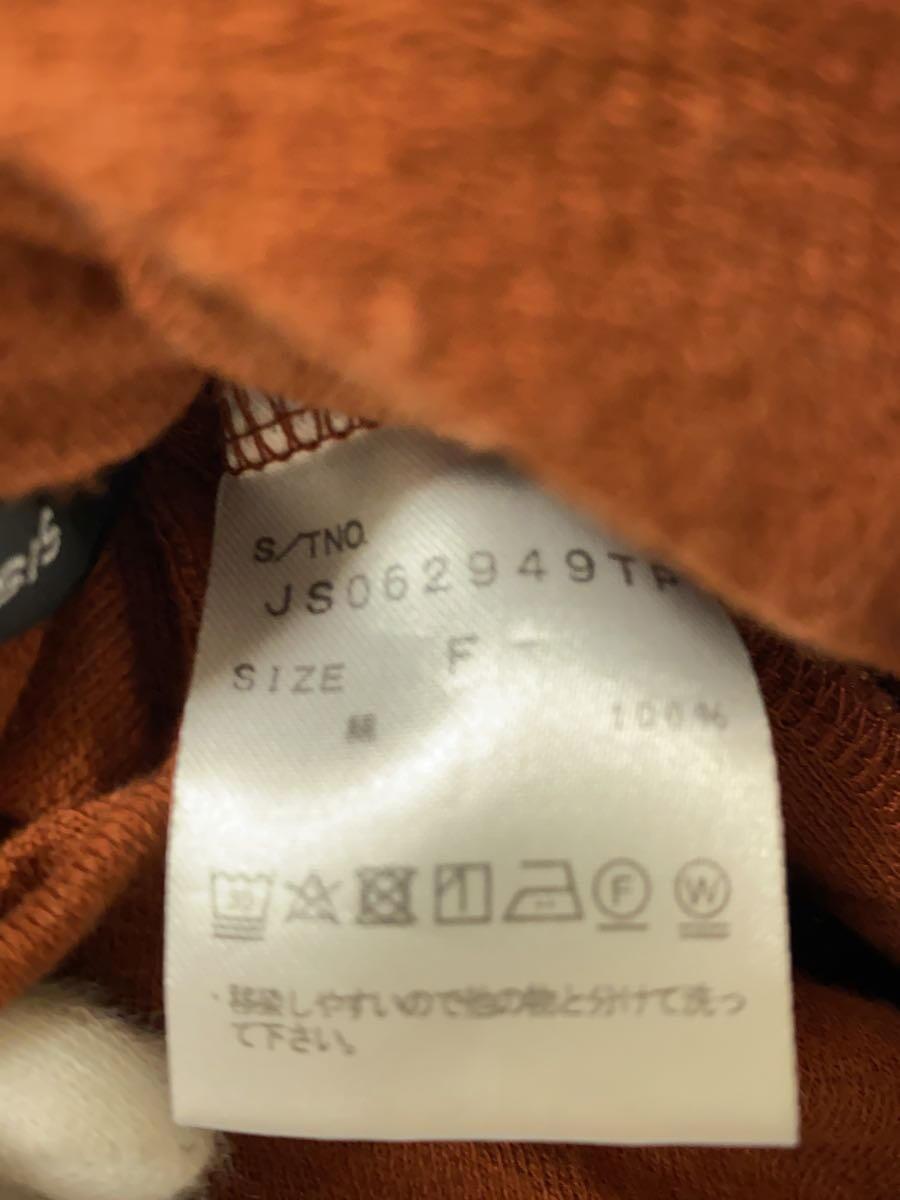 S/TNO.
JS062949TP
SIZE F
綿 100%
30
F W
・移染しやすいので他の物と分けて洗っ
て下さい。